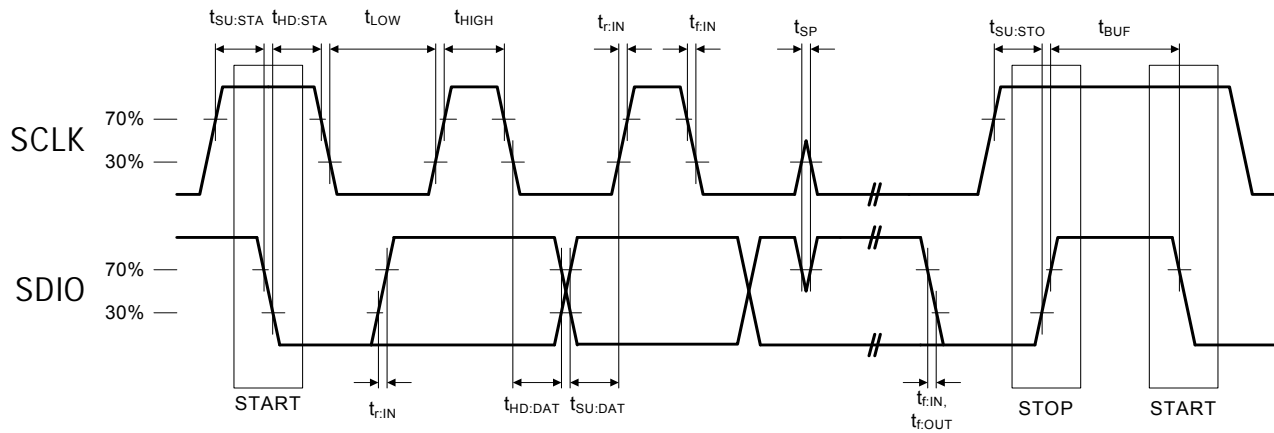 tSU:STA tHD:STA tLOW tHIGH tr:IN tf:IN tSP tSU:STO tBUF
SCLK
70%
30%
SDIO
70%
30%
START
tr:IN
tHD:DAT tSU:DAT
tf:IN,
tf:OUT
STOP
START